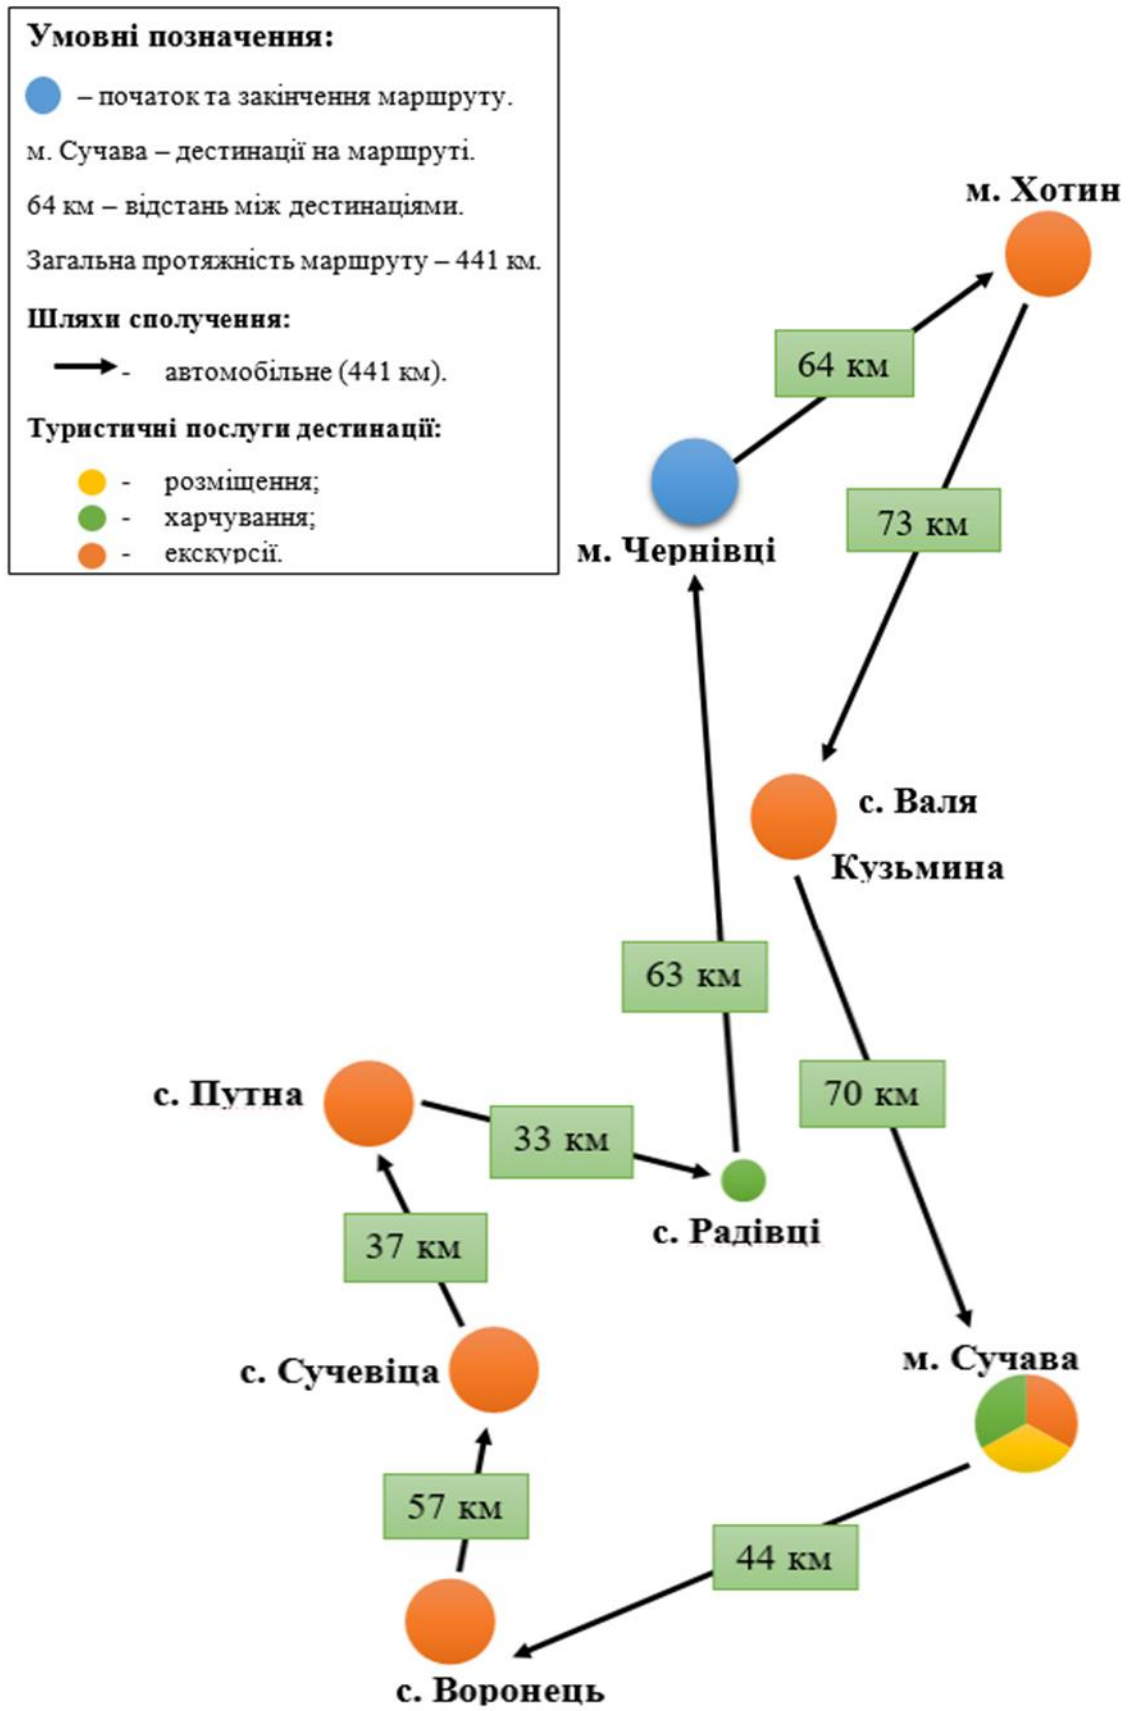 Умовні позначення:
– початок та закінчення маршруту.
м. Сучава – дестинації на маршруті.
64 км – відстань між дестинаціями.
Загальна протяжність маршруту – 441 км.
Шляхи сполучення:
- автомобільне (441 км).
Туристичні послуги дестинації:
- розміщення;
- харчування;
- екскурсії.
м. Хотин
64 км
73 км
м. Чернівці
с. Валя
Кузьмина
63 км
70 км
с. Путна
33 км
с. Радівці
37 км
м. Сучава
с. Сучевіца
57 км
44 км
с. Воронець